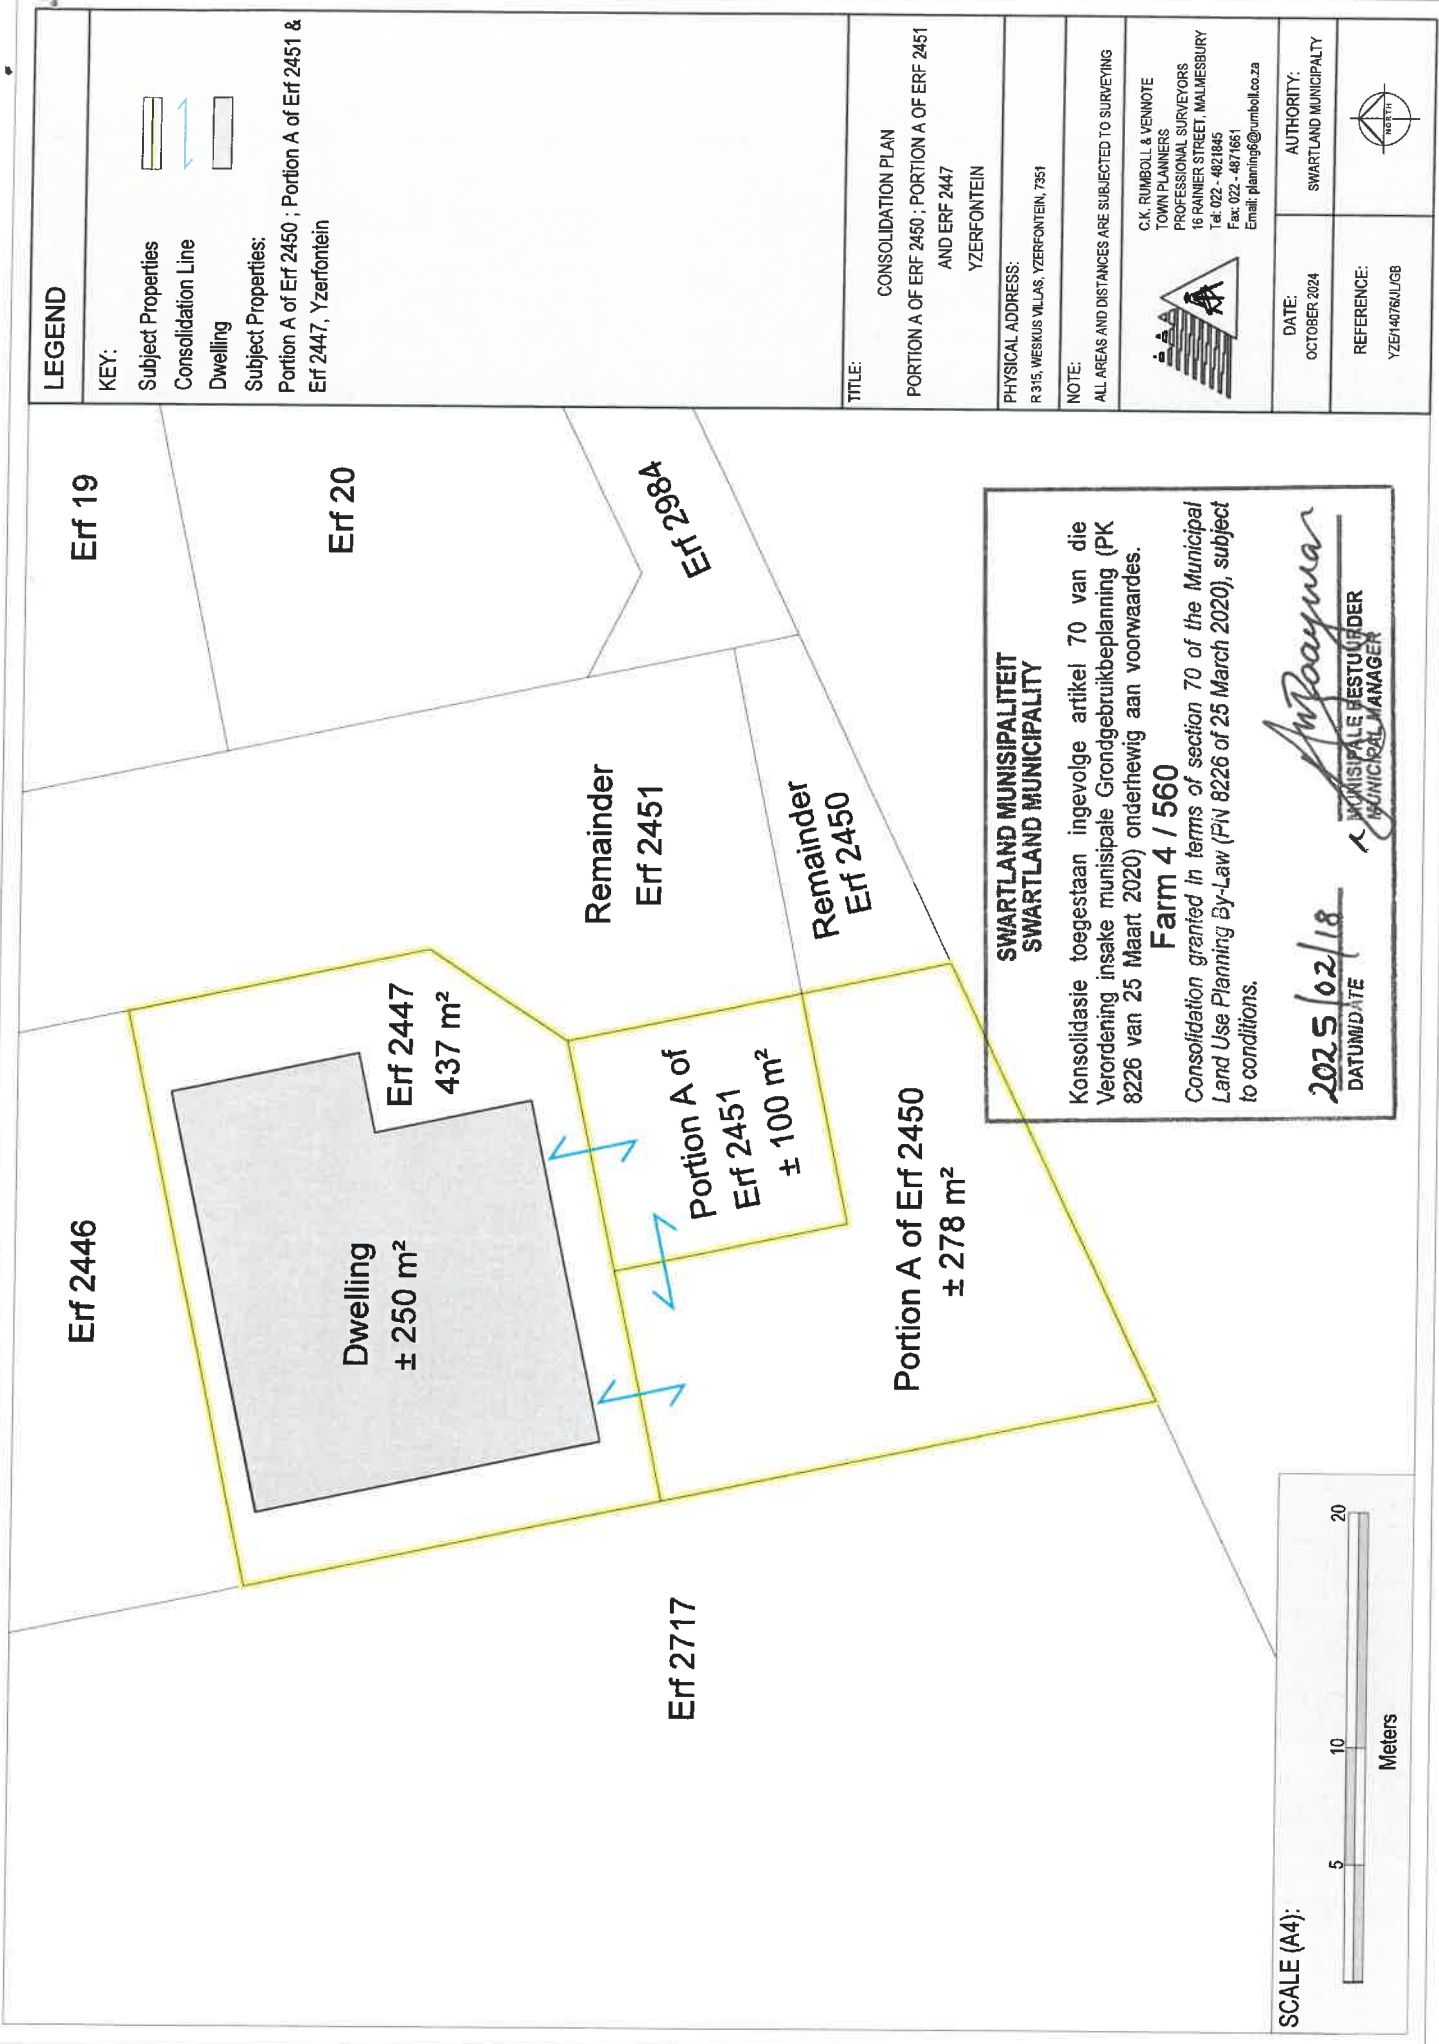 LEGEND
KEY:
Subject Properties
Consolidation Line
Dwelling
Subject Properties:
Portion A of Erf 2450 ; Portion A of Erf 2451 &
Erf 2447, Yzerfontein
TITLE:
CONSOLIDATION PLAN
PORTION A OF ERF 2450 ; PORTION A OF ERF 2451
AND ERF 2447
YZERFONTEIN
PHYSICAL ADDRESS:
R 315, WESKUS VILLAS, YZERFONTEIN, 7351
NOTE:
ALL AREAS AND DISTANCES ARE SUBJECTED TO SURVEYING
C.K. RUMBOLL & VENNOTE
TOWN PLANNERS
PROFESSIONAL SURVEYORS
16 RAINIER STREET, MALMESBURY
Tel: 022 - 4821845
Fax: 022 - 4871661
Email: planning6@rumboll.co.za
DATE:
OCTOBER 2024
AUTHORITY:
SWARTLAND MUNICIPALTY
REFERENCE:
YZE/14076/JL/GB
NORTH
Erf 19
Erf 20
Erf 2984
Erf 2446
Erf 2447
437 m²
Dwelling
± 250 m²
Remainder
Erf 2451
Remainder
Erf 2450
Portion A of
Erf 2451
± 100 m²
Portion A of Erf 2450
± 278 m²
Erf 2717
SWARTLAND MUNISIPALITEIT
SWARTLAND MUNICIPALITY
Konsolidasie toegestaan ingevolge artikel 70 van die
Verordening insake munisipale Grondgebruikbeplanning (PK
8226 van 25 Maart 2020) onderhewig aan voorwaardes.
Farm 4 / 560
Consolidation granted in terms of section 70 of the Municipal
Land Use Planning By-Law (PN 8226 of 25 March 2020), subject
to conditions.
2025/02/18
DATUM/DATE
MUNISIPALE BESTUURDER
MUNICIPAL MANAGER
SCALE (A4):
5
10
20
Meters